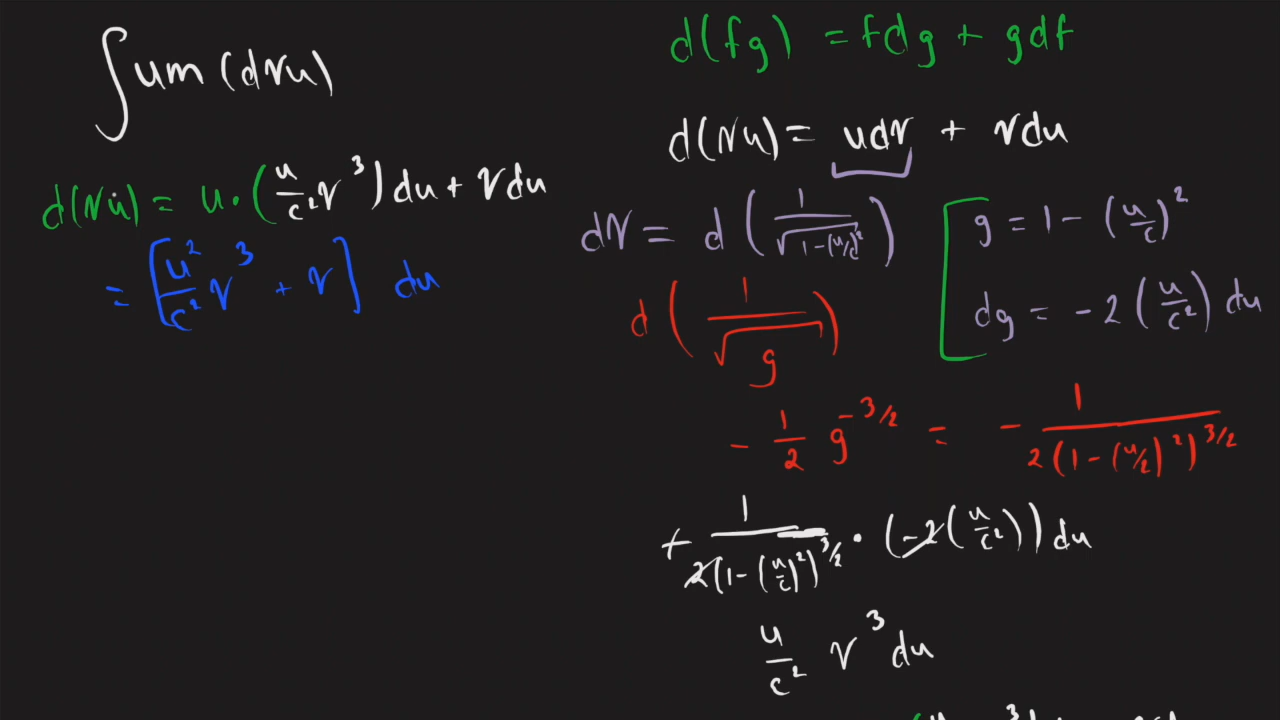 ∫ um (dγu)
d(γu) = u · (u/c² γ³) du + γdu
= [u²/c² γ³ + γ] du
d(fg) = fdg + gdf
d(γu) = udγ + γdu
dγ = d (1/√(1-(u/c)²))
g = 1 - (u/c)²
dg = -2 (u/c²) du
d (1/√g)
- 1/2 g^(-3/2) = - 1/(2(1-(u/2)²)^(3/2))
+ 1/(2(1-(u/c)²)^(3/2)) · (-2(u/c²)) du
u/c² γ³ du